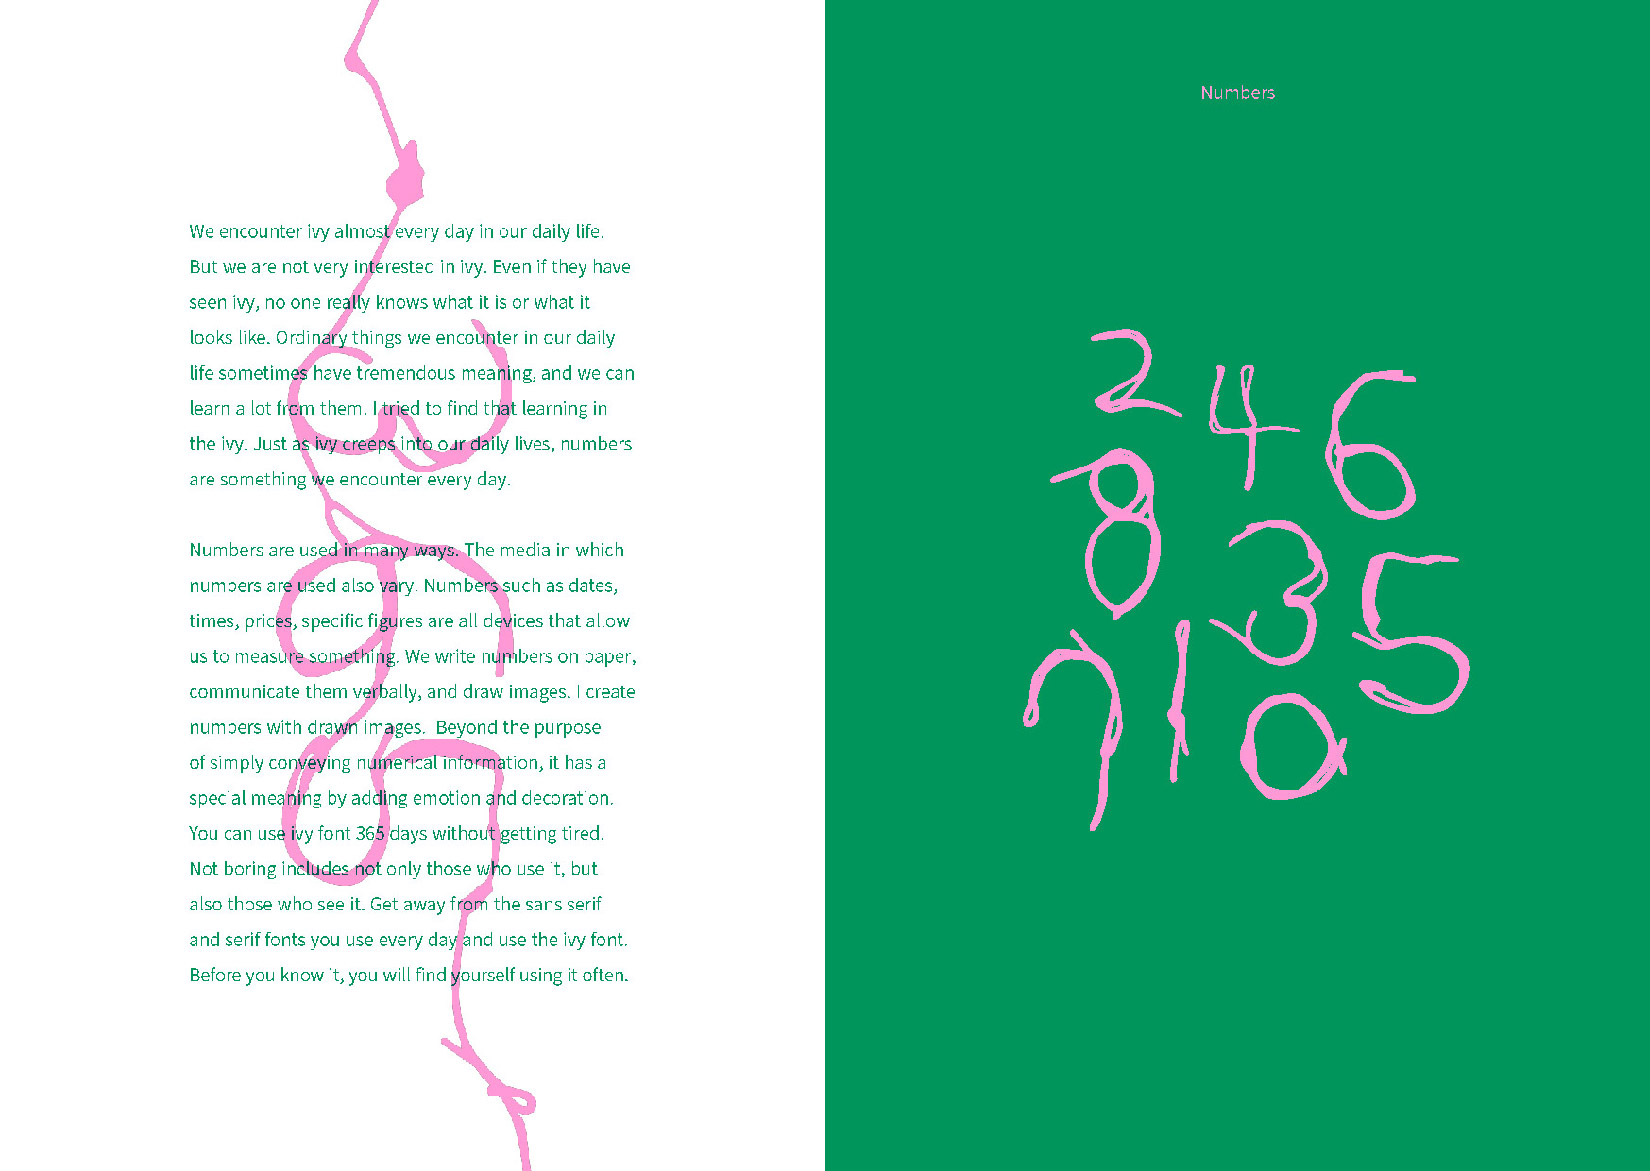 We encounter ivy almost every day in our daily life.
But we are not very interested in ivy. Even if they have
seen ivy, no one really knows what it is or what it
looks like. Ordinary things we encounter in our daily
life sometimes have tremendous meaning, and we can
learn a lot from them. I tried to find that learning in
the ivy. Just as ivy creeps into our daily lives, numbers
are something we encounter every day.
Numbers are used in many ways. The media in which
numbers are used also vary. Numbers such as dates,
times, prices, specific figures are all devices that allow
us to measure something. We write numbers on paper,
communicate them verbally, and draw images. I create
numbers with drawn images. Beyond the purpose
of simply conveying numerical information, it has a
special meaning by adding emotion and decoration.
You can use ivy font 365 days without getting tired.
Not boring includes not only those who use it, but
also those who see it. Get away from the sans serif
and serif fonts you use every day and use the ivy font.
Before you know it, you will find yourself using it often.
365
Numbers
2 4 6
8 3 5
7 1 0